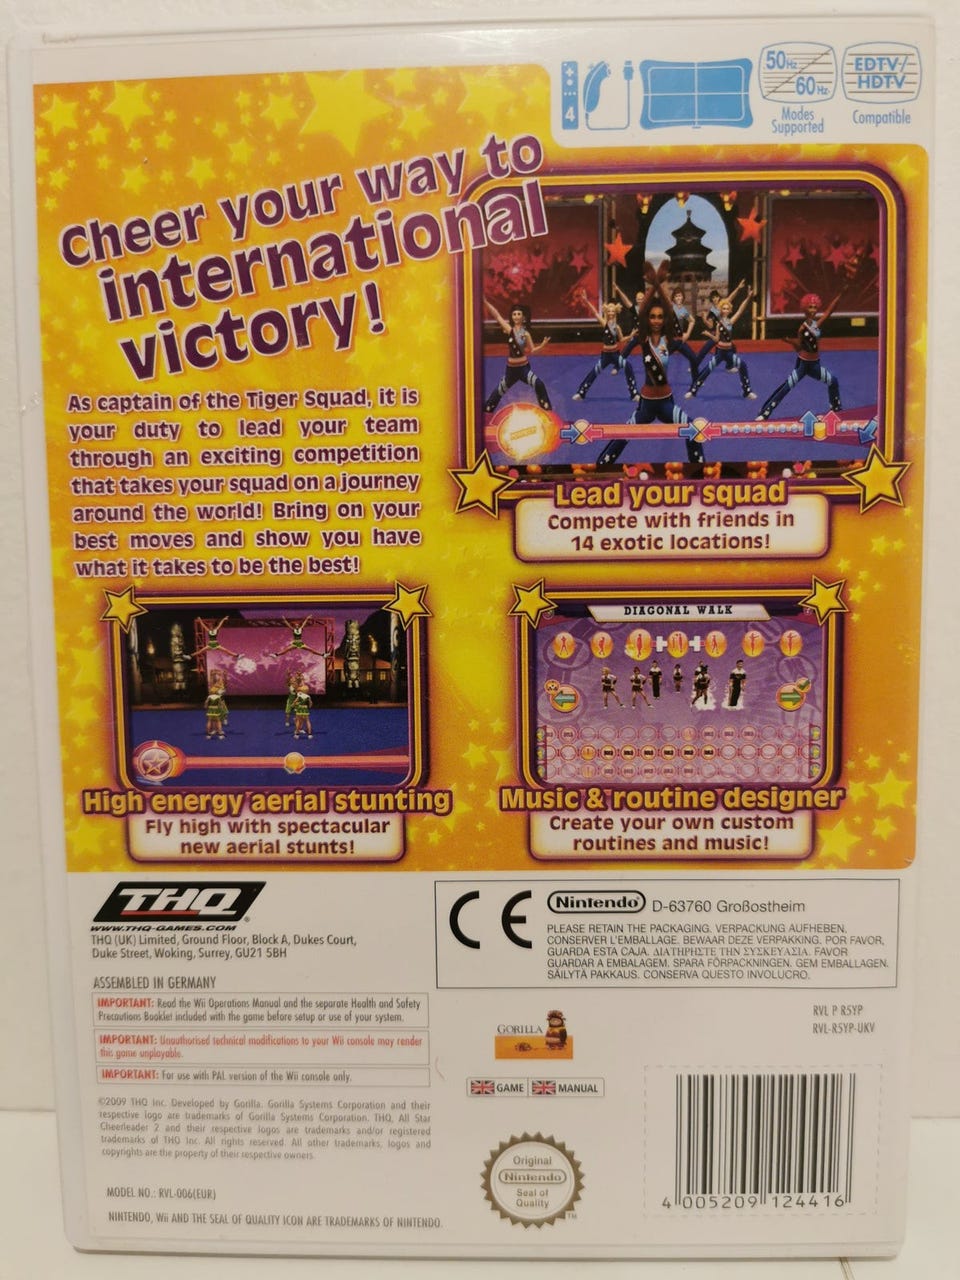 4
50Hz
60Hz
Modes
Supported
EDTV/
HDTV
Compatible
Cheer your way to
international
victory!
As captain of the Tiger Squad, it is
your duty to lead your team
through an exciting competition
that takes your squad on a journey
around the world! Bring on your
best moves and show you have
what it takes to be the best!
Lead your squad
Compete with friends in
14 exotic locations!
DIAGONAL WALK
High energy aerial stunting
Fly high with spectacular
new aerial stunts!
Music & routine designer
Create your own custom
routines and music!
THQ
WWW.THQ-GAMES.COM
THQ (UK) Limited, Ground Floor, Block A, Dukes Court,
Duke Street, Woking, Surrey, GU21 5BH
ASSEMBLED IN GERMANY
IMPORTANT: Read the Wii Operations Manual and the separate Health and Safety
Precautions Booklet included with the game before setup or use of your system.
IMPORTANT: Unauthorised technical modifications to your Wii console may render
this game unplayable.
IMPORTANT: For use with PAL version of the Wii console only.
©2009 THQ Inc. Developed by Gorilla. Gorilla Systems Corporation and their
respective logo are trademarks of Gorilla Systems Corporation. THQ, All Star
Cheerleader 2 and their respective logos are trademarks and/or registered
trademarks of THQ Inc. All rights reserved. All other trademarks, logos and
copyrights are the property of their respective owners.
MODEL NO.: RVL-006(EUR)
NINTENDO, Wii AND THE SEAL OF QUALITY ICON ARE TRADEMARKS OF NINTENDO.
CE
Nintendo® D-63760 Großostheim
PLEASE RETAIN THE PACKAGING. VERPACKUNG AUFHEBEN.
CONSERVER L'EMBALLAGE. BEWAAR DEZE VERPAKKING. POR FAVOR,
GUARDA ESTA CAJA. ΔΙΑΤΗΡΗΣΤΕ ΤΗΝ ΣΥΣΚΕΥΑΣΙΑ. FAVOR
GUARDAR A EMBALAGEM. SPARA FÖRPACKNINGEN. GEM EMBALLAGEN.
SÄILYTÄ PAKKAUS. CONSERVA QUESTO INVOLUCRO.
RVL P R5YP
RVL-R5YP-UKV
GORILLA
GAME
MANUAL
Original
Nintendo
Seal of
Quality
TM
4 005209 124416